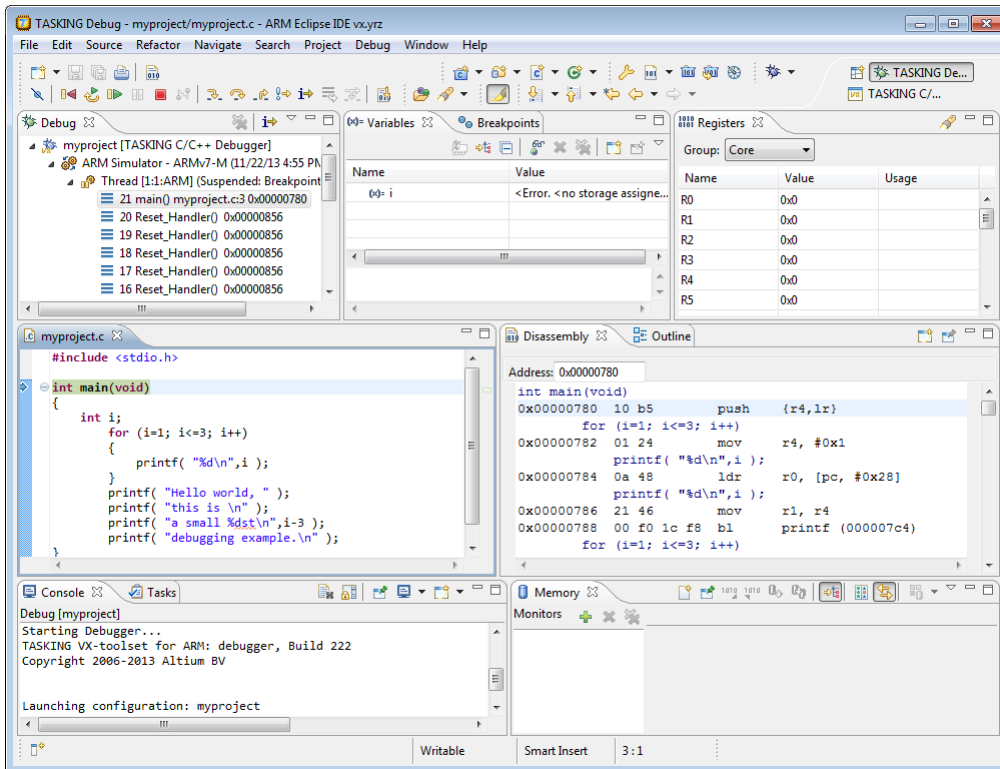 TASKING Debug - myproject/myproject.c - ARM Eclipse IDE vx.yrz
File Edit Source Refactor Navigate Search Project Debug Window Help
TASKING De...
TASKING C/...
Debug
myproject [TASKING C/C++ Debugger]
ARM Simulator - ARMv7-M (11/22/13 4:55 PM
Thread [1:1:ARM] (Suspended: Breakpoint
21 main() myproject.c:3 0x00000780
20 Reset_Handler() 0x00000856
19 Reset_Handler() 0x00000856
18 Reset_Handler() 0x00000856
17 Reset_Handler() 0x00000856
16 Reset_Handler() 0x00000856
(x)= Variables Breakpoints
Name Value
(x)= i <Error. <no storage assigne...
Registers
Group: Core
Name Value Usage
R0 0x0
R1 0x0
R2 0x0
R3 0x0
R4 0x0
R5 0x0
myproject.c
#include <stdio.h>
int main(void)
{
int i;
for (i=1; i<=3; i++)
{
printf( "%d\n",i );
}
printf( "Hello world, " );
printf( "this is \n" );
printf( "a small %dst\n",i-3 );
printf( "debugging example.\n" );
}
Disassembly Outline
Address: 0x00000780
int main(void)
0x00000780 10 b5 push {r4,lr}
for (i=1; i<=3; i++)
0x00000782 01 24 mov r4, #0x1
printf( "%d\n",i );
0x00000784 0a 48 ldr r0, [pc, #0x28]
printf( "%d\n",i );
0x00000786 21 46 mov r1, r4
0x00000788 00 f0 1c f8 bl printf (000007c4)
for (i=1; i<=3; i++)
Console Tasks
Debug [myproject]
Starting Debugger...
TASKING VX-toolset for ARM: debugger, Build 222
Copyright 2006-2013 Altium BV
Launching configuration: myproject
Memory
Monitors
Writable Smart Insert 3:1